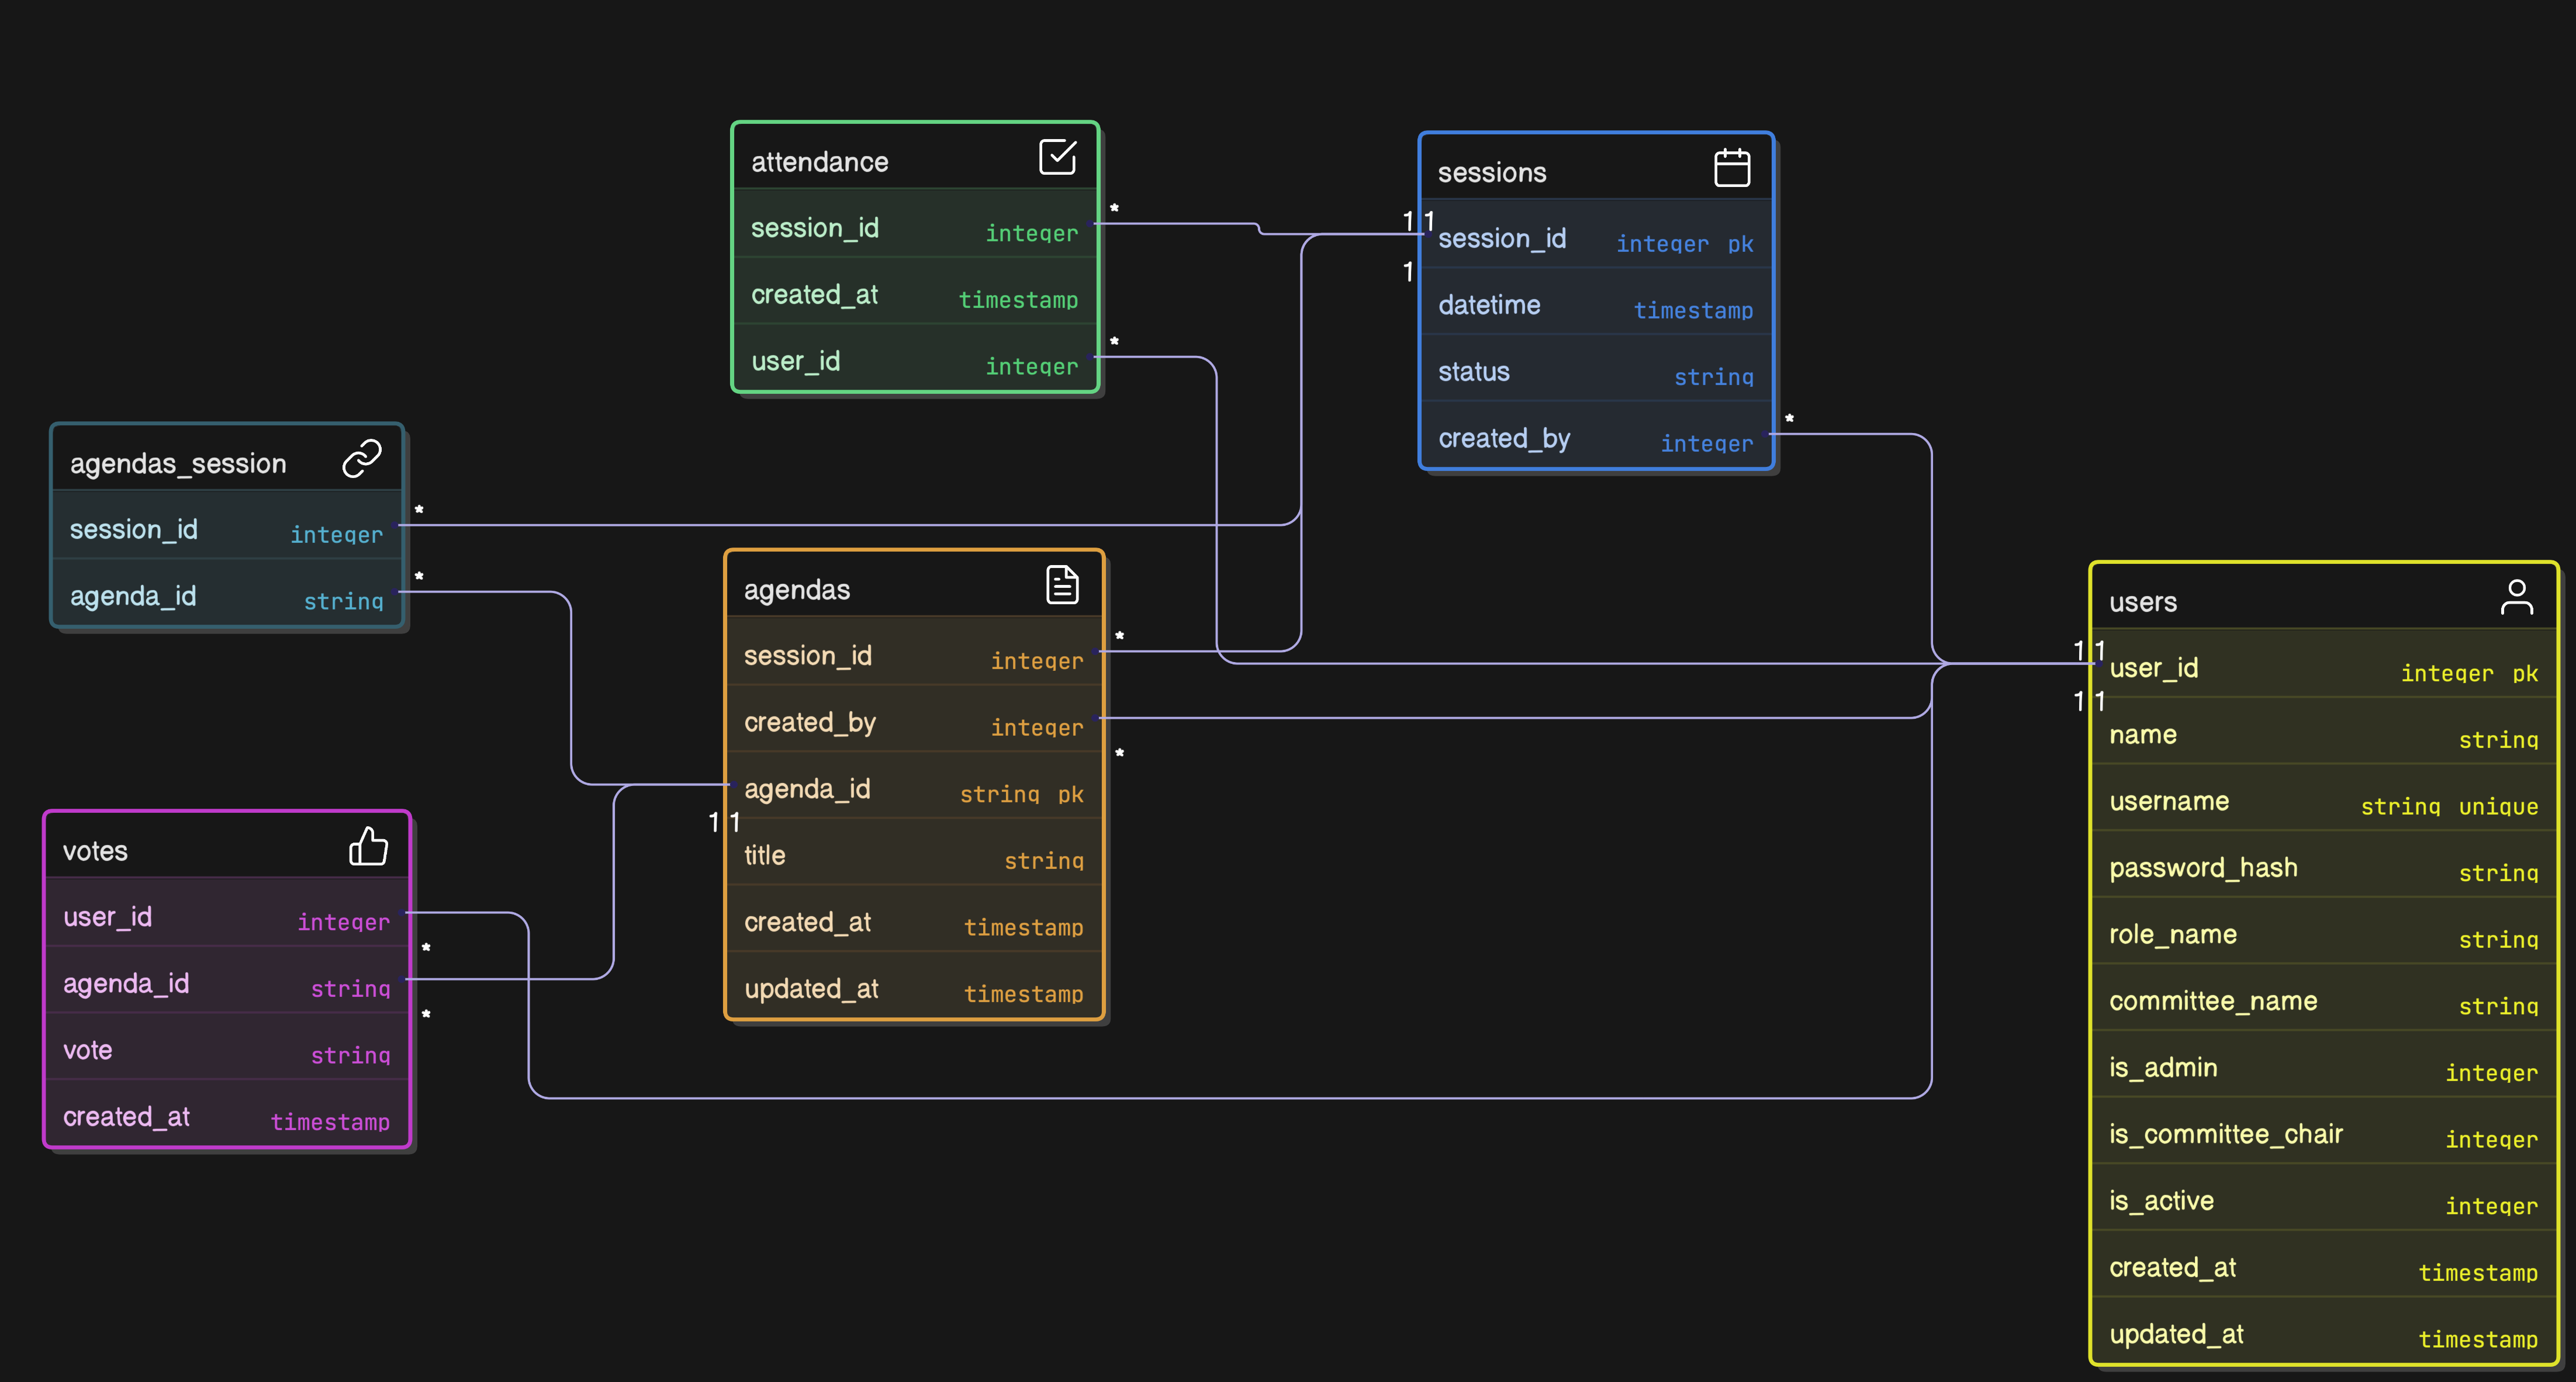 attendance
session_id integer
created_at timestamp
user_id integer
*
*
sessions
session_id integer pk
datetime timestamp
status string
created_by integer
1 1
1
*
agendas_session
session_id integer
agenda_id string
*
*
agendas
session_id integer
created_by integer
agenda_id string pk
title string
created_at timestamp
updated_at timestamp
*
*
1 1
votes
user_id integer
agenda_id string
vote string
created_at timestamp
*
*
users
user_id integer pk
name string
username string unique
password_hash string
role_name string
committee_name string
is_admin integer
is_committee_chair integer
is_active integer
created_at timestamp
updated_at timestamp
1 1
1 1